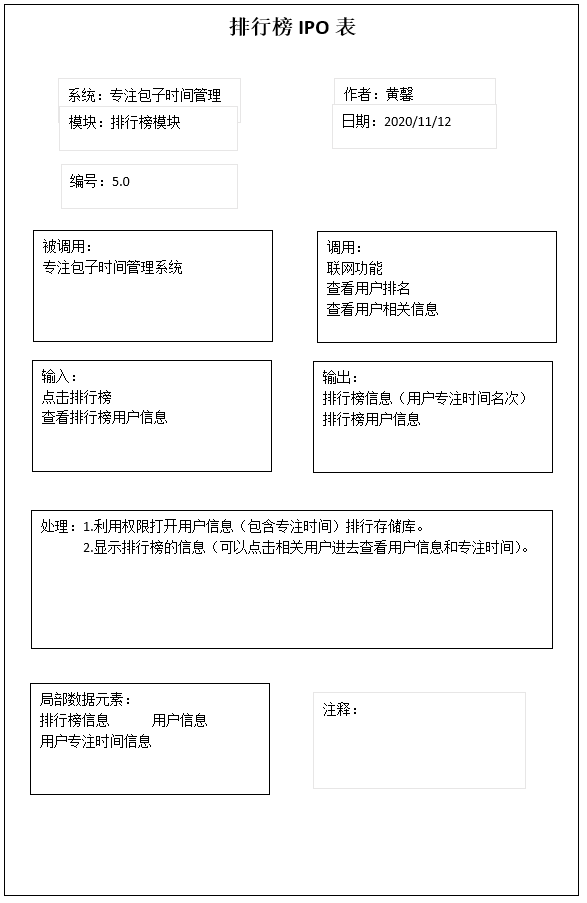 排行榜 IPO 表
系统：专注包子时间管理
作者：黄馨
模块：排行榜模块
日期：2020/11/12
编号：5.0
被调用：
专注包子时间管理系统
调用：
联网功能
查看用户排名
查看用户相关信息
输入：
点击排行榜
查看排行榜用户信息
输出：
排行榜信息（用户专注时间名次）
排行榜用户信息
处理：1.利用权限打开用户信息（包含专注时间）排行存储库。
2.显示排行榜的信息（可以点击相关用户进去查看用户信息和专注时间）。
局部数据元素：
排行榜信息 用户信息
用户专注时间信息
注释：